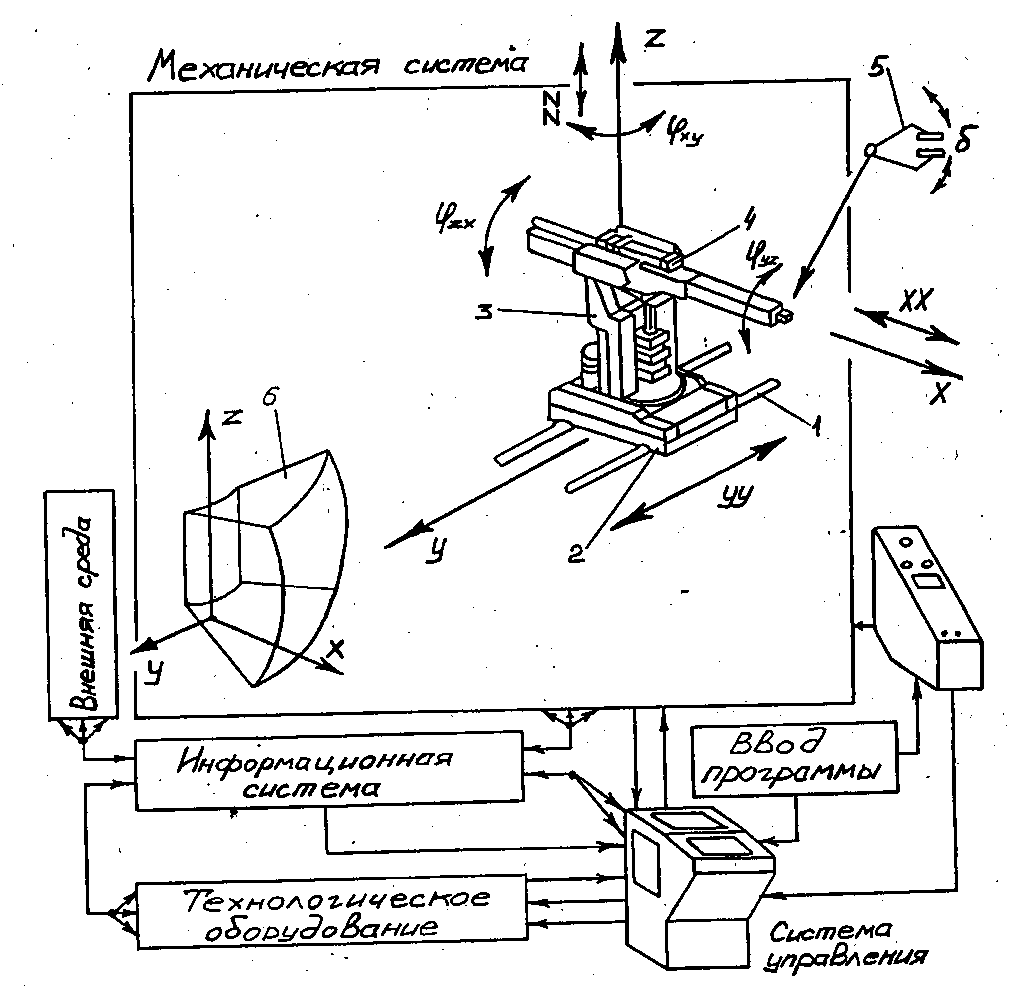 Механическая система
Z
ZZ
φxy
5
б
φzx
4
φyz
3
XX
X
1
6
Z
УУ
У
2
Внешняя среда
X
У
Информационная
система
Ввод
программы
Технологическое
оборудование
Система
управления